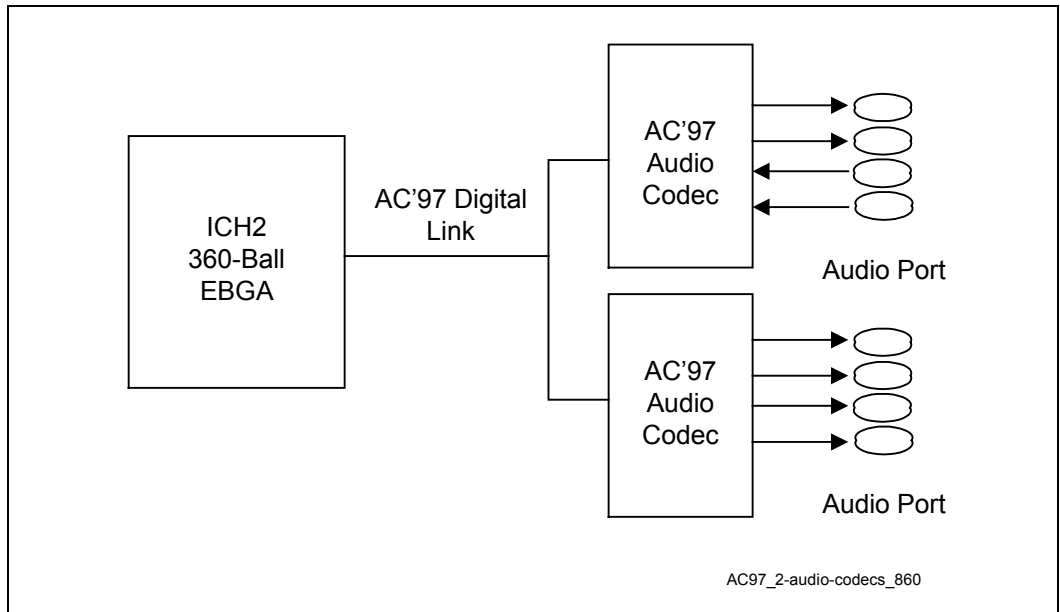 ICH2
360-Ball
EBGA
AC'97 Digital
Link
AC'97
Audio
Codec
Audio Port
AC'97
Audio
Codec
Audio Port
AC97_2-audio-codecs_860